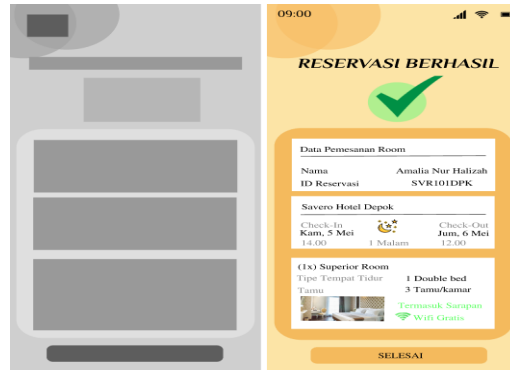 09:00
RESERVASI BERHASIL
Data Pemesanan Room
Nama Amalia Nur Halizah
ID Reservasi SVR101DPK
Savero Hotel Depok
Check-In Check-Out
Kam, 5 Mei Jum, 6 Mei
14.00 1 Malam 12.00
(1x) Superior Room
Tipe Tempat Tidur 1 Double bed
Tamu 3 Tamu/kamar
Termasuk Sarapan
Wifi Gratis
SELESAI